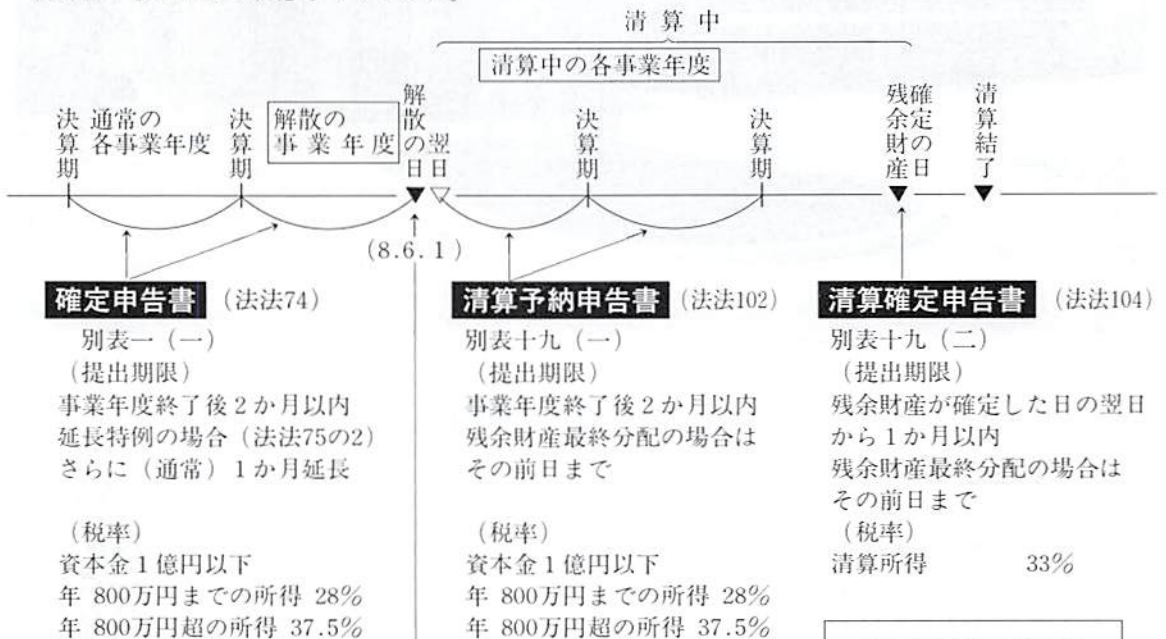 清算中
清算中の各事業年度
決算期
通常の
各事業年度
決算期
解散の
事業年度
解散の日
翌日
決算期
決算期
残余財産
確定の日
清算結了
(8.6.1)
確定申告書 (法法74)
別表一(一)
(提出期限)
事業年度終了後2か月以内
延長特例の場合(法法75の2)
さらに(通常)1か月延長
(税率)
資本金1億円以下
年 800万円までの所得 28%
年 800万円超の所得 37.5%
清算予納申告書 (法法102)
別表十九(一)
(提出期限)
事業年度終了後2か月以内
残余財産最終分配の場合は
その前日まで
(税率)
資本金1億円以下
年 800万円までの所得 28%
年 800万円超の所得 37.5%
清算確定申告書 (法法104)
別表十九(二)
(提出期限)
残余財産が確定した日の翌日
から1か月以内
残余財産最終分配の場合は
その前日まで
(税率)
清算所得 33%